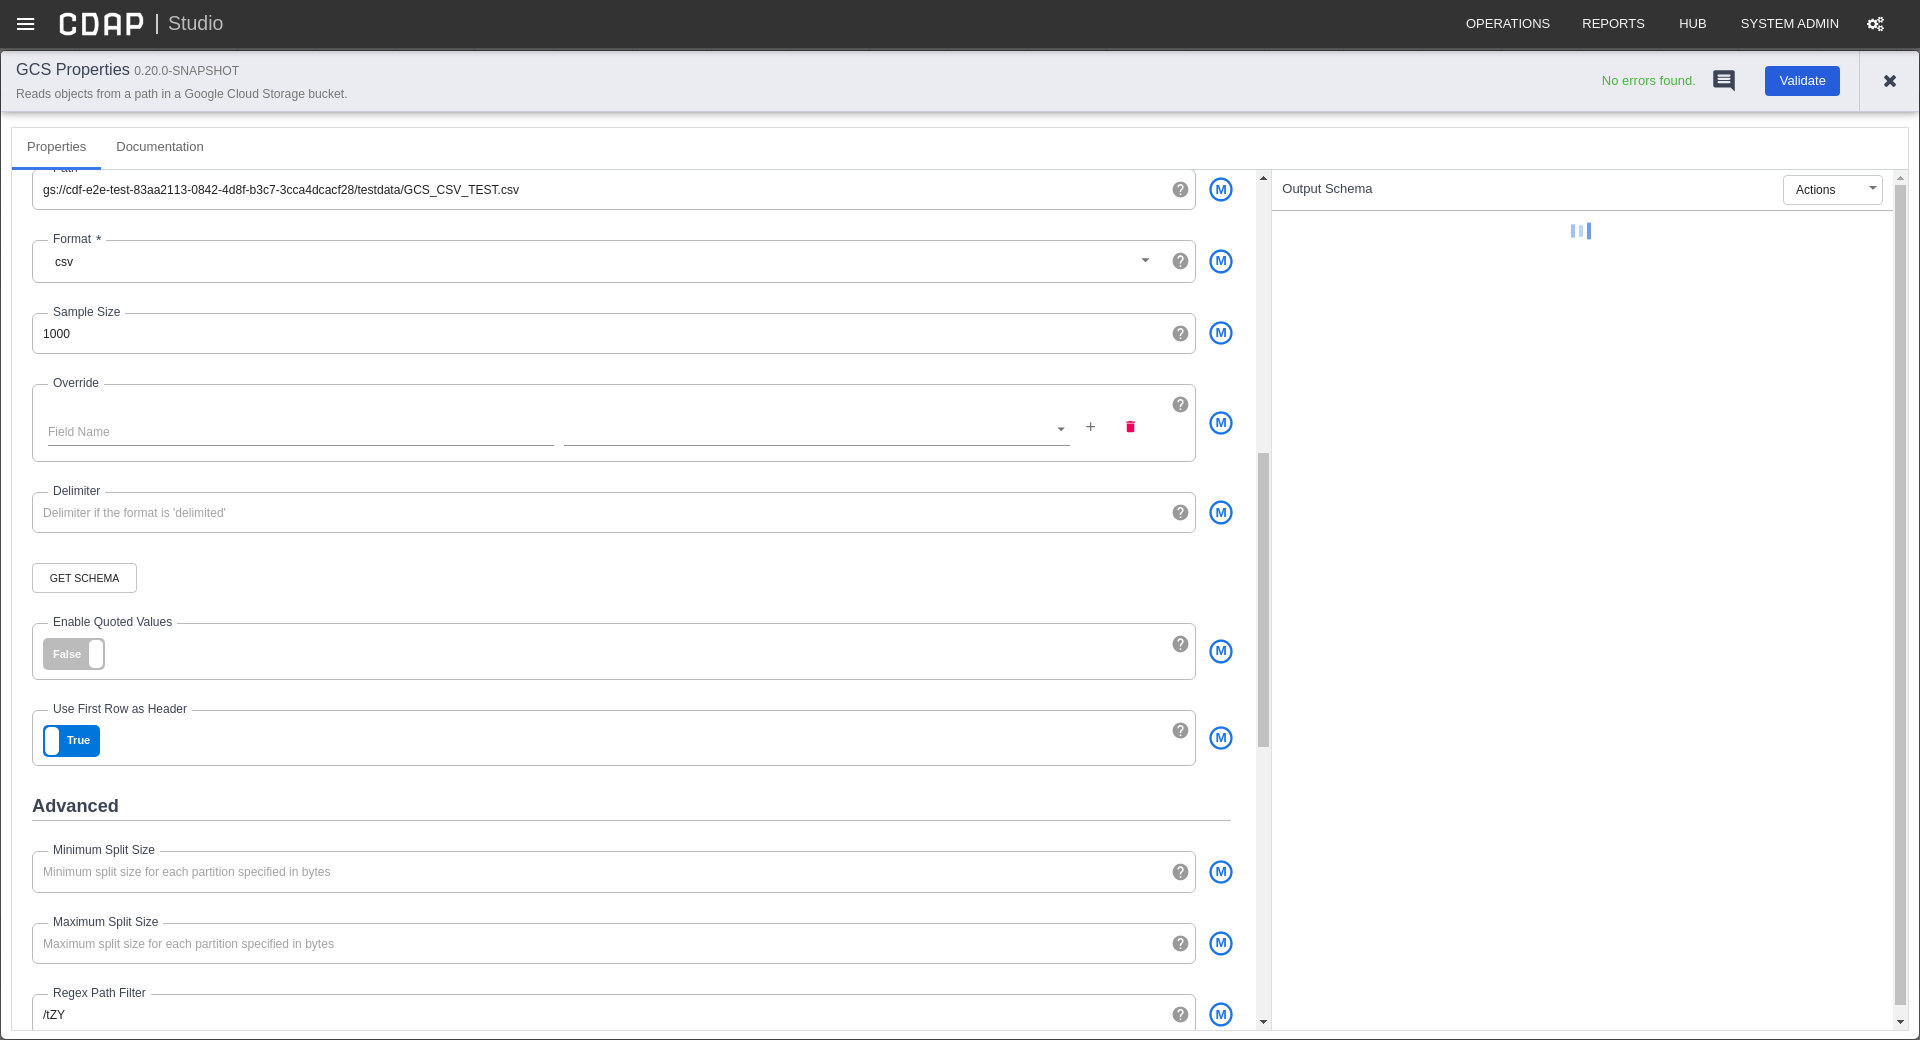 CDAP | Studio
OPERATIONS REPORTS HUB SYSTEM ADMIN
GCS Properties 0.20.0-SNAPSHOT
Reads objects from a path in a Google Cloud Storage bucket.
No errors found.
Validate
Properties Documentation
Path
gs://cdf-e2e-test-83aa2113-0842-4d8f-b3c7-3cca4dcacf28/testdata/GCS_CSV_TEST.csv
M
Output Schema
Actions
Format *
csv
M
Sample Size
1000
M
Override
Field Name
M
Delimiter
Delimiter if the format is 'delimited'
M
GET SCHEMA
Enable Quoted Values
False
M
Use First Row as Header
True
M
Advanced
Minimum Split Size
Minimum split size for each partition specified in bytes
M
Maximum Split Size
Maximum split size for each partition specified in bytes
M
Regex Path Filter
/tZY
M